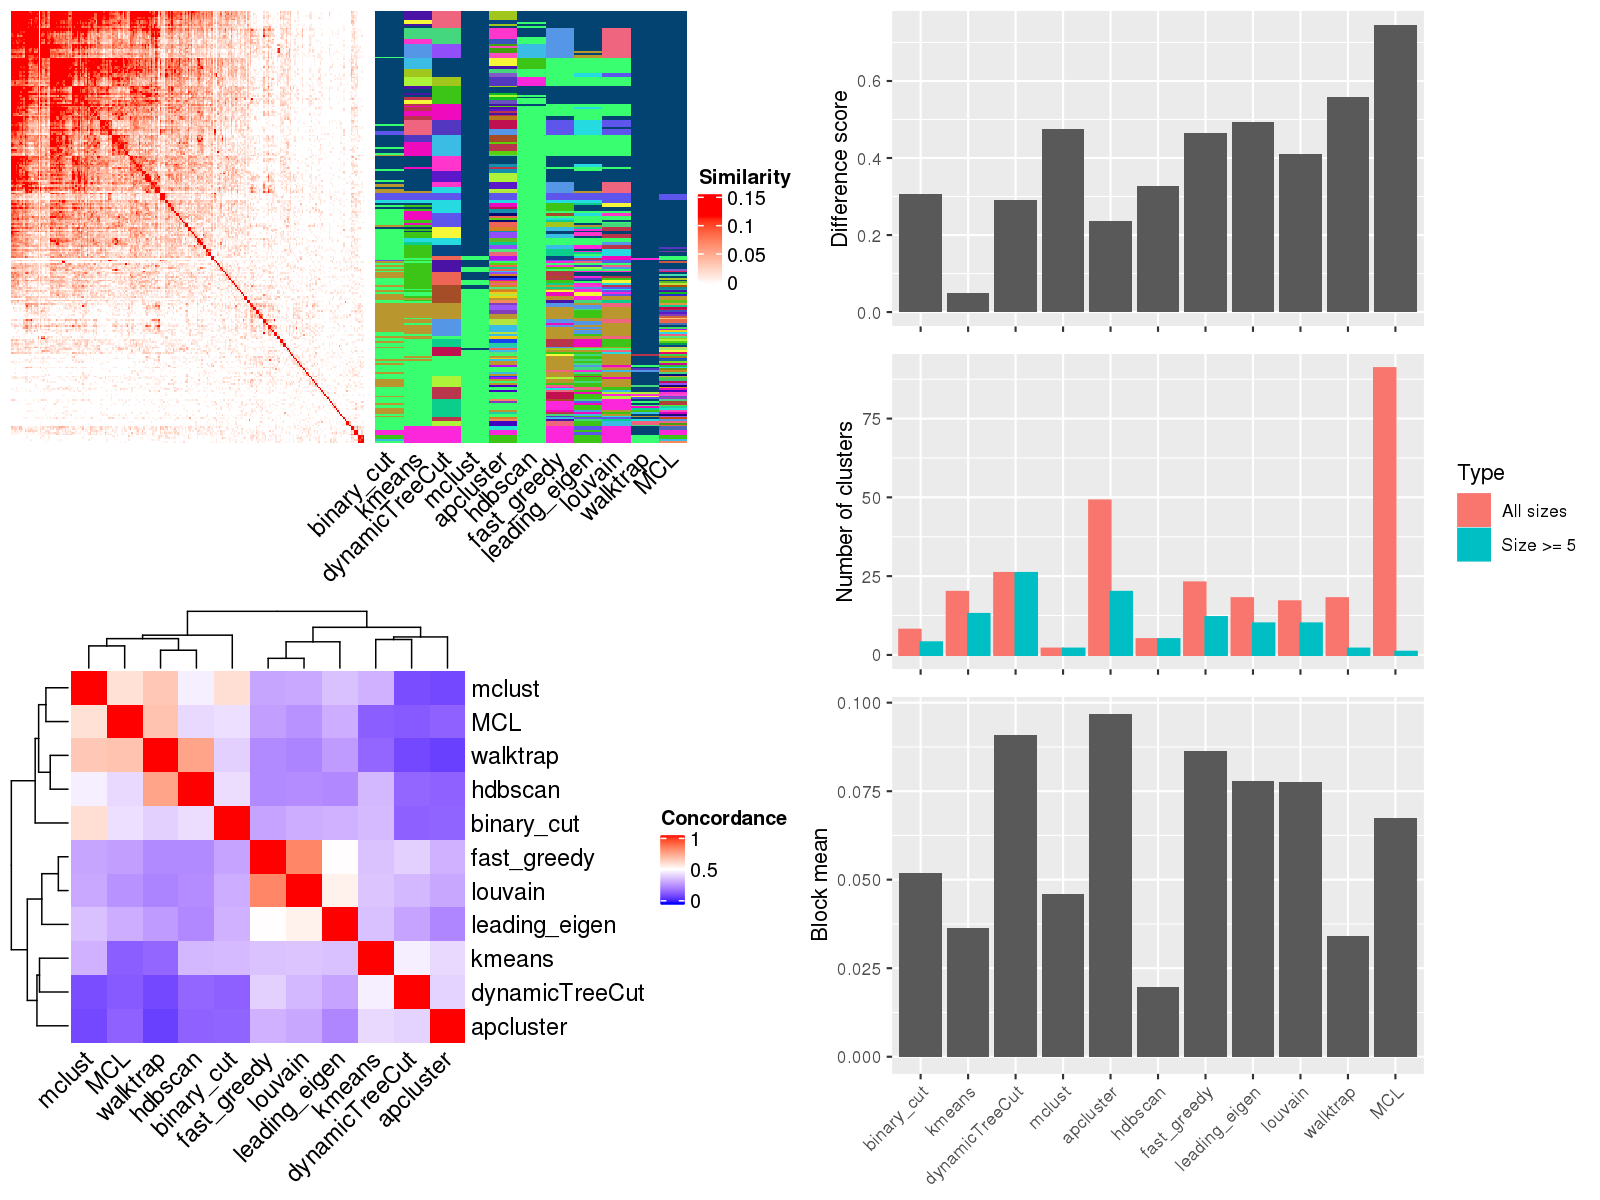 Similarity
0.15
0.1
0.05
0
binary_cut
kmeans
dynamicTreeCut
mclust
apcluster
hdbscan
fast_greedy
leading_eigen
louvain
walktrap
MCL
mclust
MCL
walktrap
hdbscan
binary_cut
fast_greedy
louvain
leading_eigen
kmeans
dynamicTreeCut
apcluster
mclust
MCL
walktrap
hdbscan
binary_cut
fast_greedy
louvain
leading_eigen
kmeans
dynamicTreeCut
apcluster
Concordance
1
0.5
0
Difference score
0.6
0.4
0.2
0.0
Number of clusters
75
50
25
0
Type
All sizes
Size >= 5
Block mean
0.100
0.075
0.050
0.025
0.000
binary_cut
kmeans
dynamicTreeCut
mclust
apcluster
hdbscan
fast_greedy
leading_eigen
louvain
walktrap
MCL